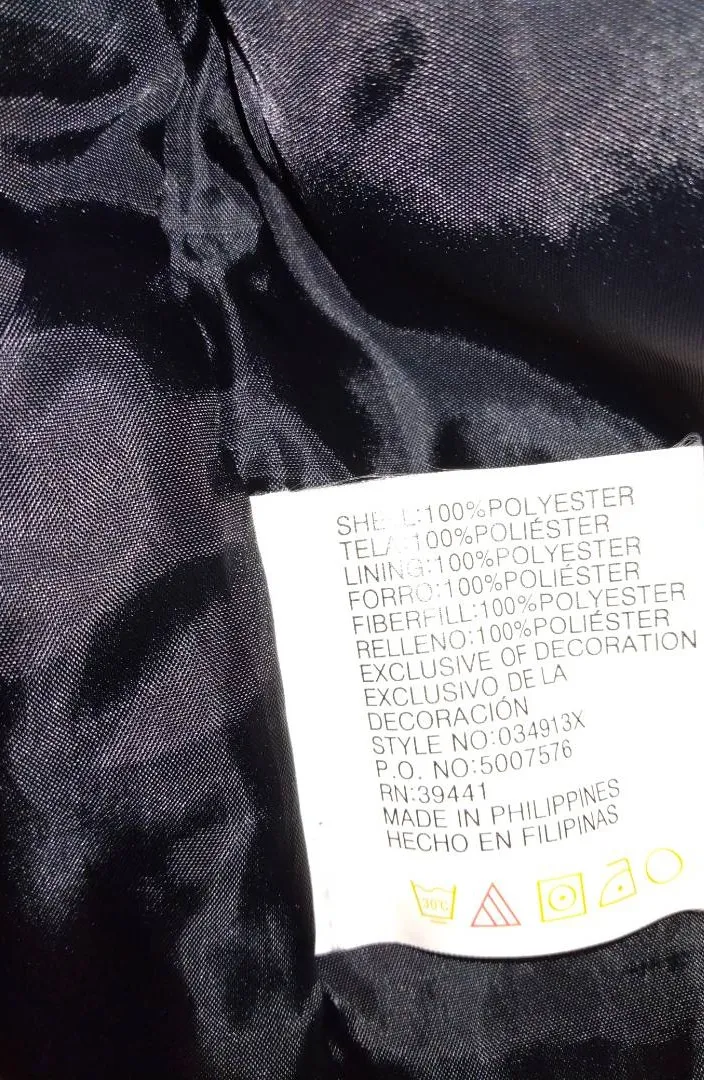 SHELL:100%POLYESTER
TELA:100%POLIÉSTER
LINING:100%POLYESTER
FORRO:100%POLIÉSTER
FIBERFILL:100%POLYESTER
RELLENO:100%POLIÉSTER
EXCLUSIVE OF DECORATION
EXCLUSIVO DE LA
DECORACIÓN
STYLE NO:034913X
P.O. NO:5007576
RN:39441
MADE IN PHILIPPINES
HECHO EN FILIPINAS
30°C